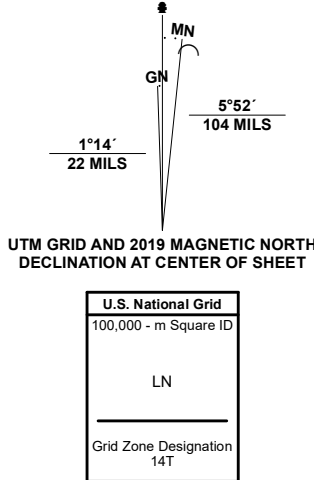 MN
GN
5°52´
104 MILS
1°14´
22 MILS
UTM GRID AND 2019 MAGNETIC NORTH
DECLINATION AT CENTER OF SHEET
U.S. National Grid
100,000 - m Square ID
LN
Grid Zone Designation
14T